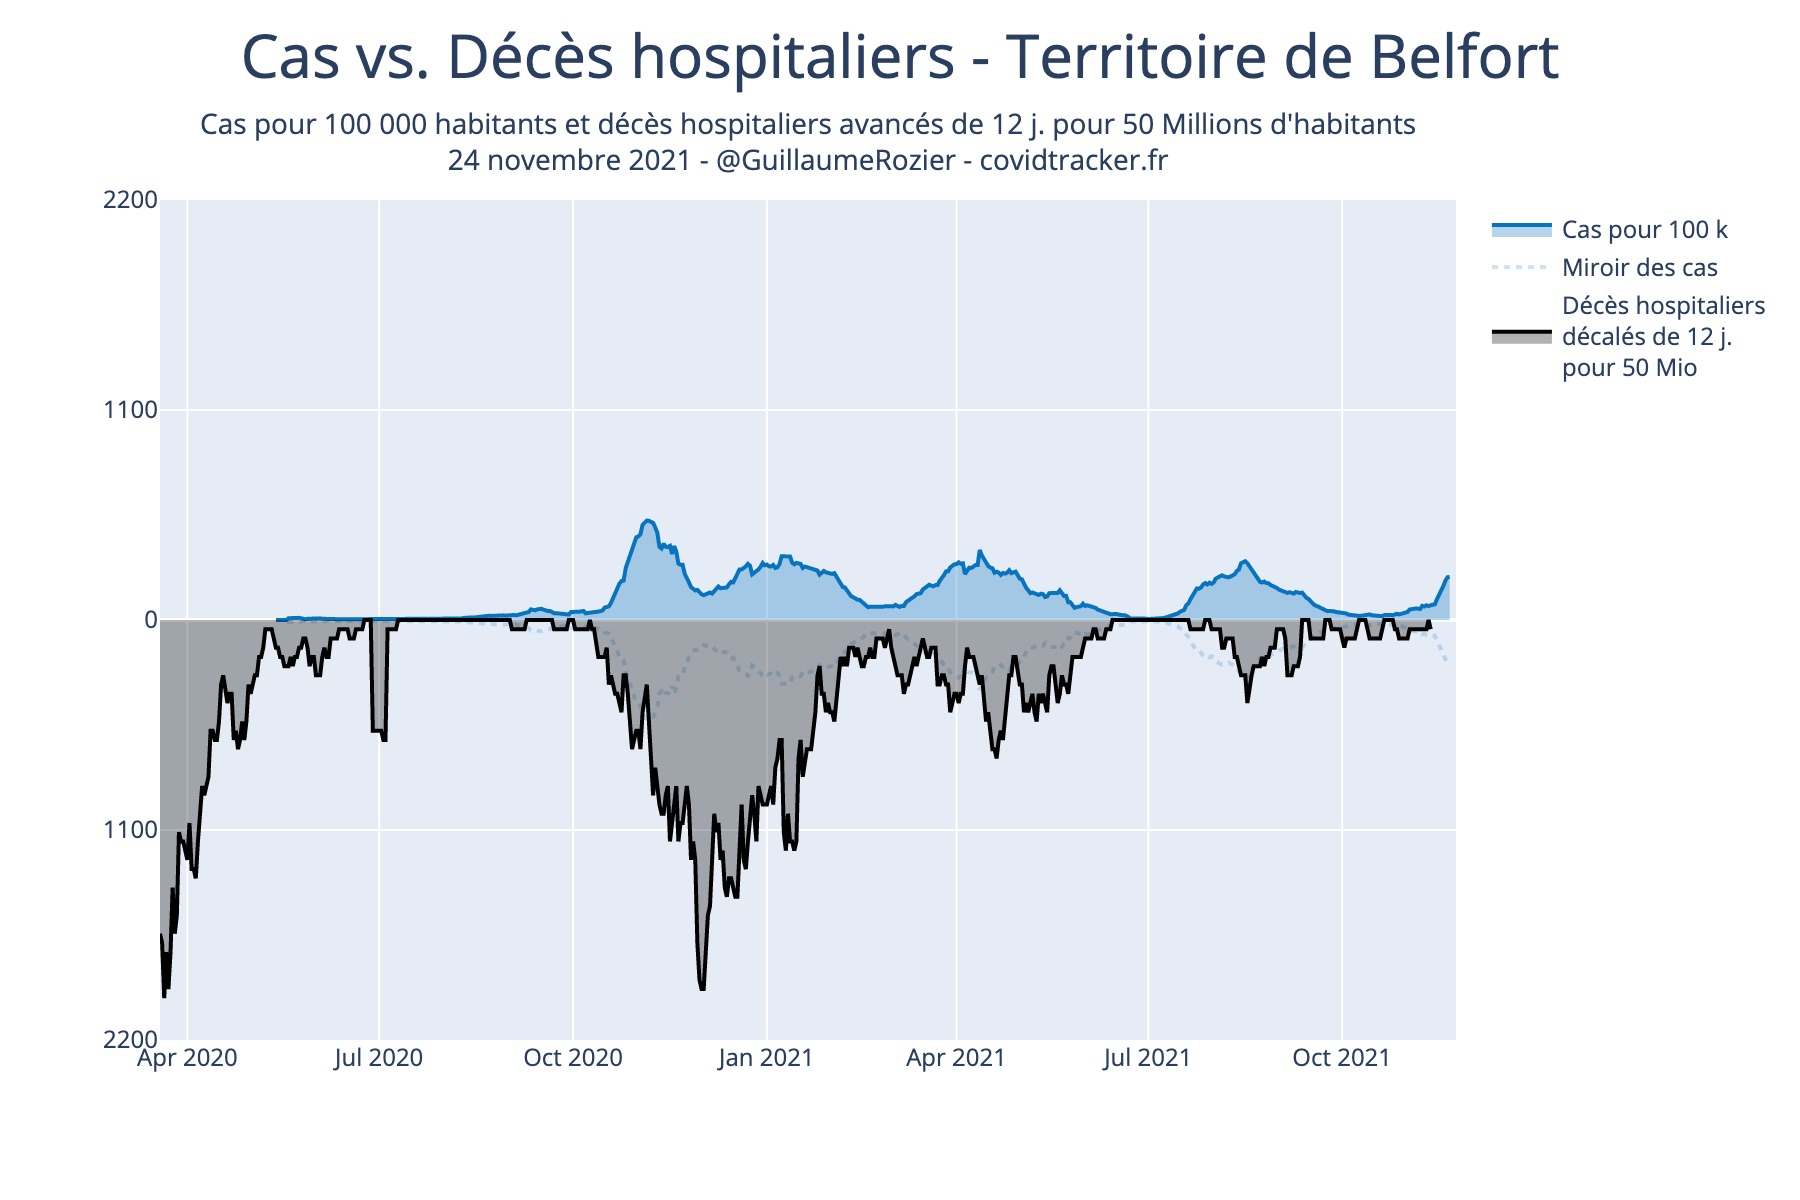 Cas vs. Décès hospitaliers - Territoire de Belfort
Cas pour 100 000 habitants et décès hospitaliers avancés de 12 j. pour 50 Millions d'habitants
24 novembre 2021 - @GuillaumeRozier - covidtracker.fr
2200
1100
0
1100
2200
Apr 2020
Jul 2020
Oct 2020
Jan 2021
Apr 2021
Jul 2021
Oct 2021
Cas pour 100 k
Miroir des cas
Décès hospitaliers
décalés de 12 j.
pour 50 Mio